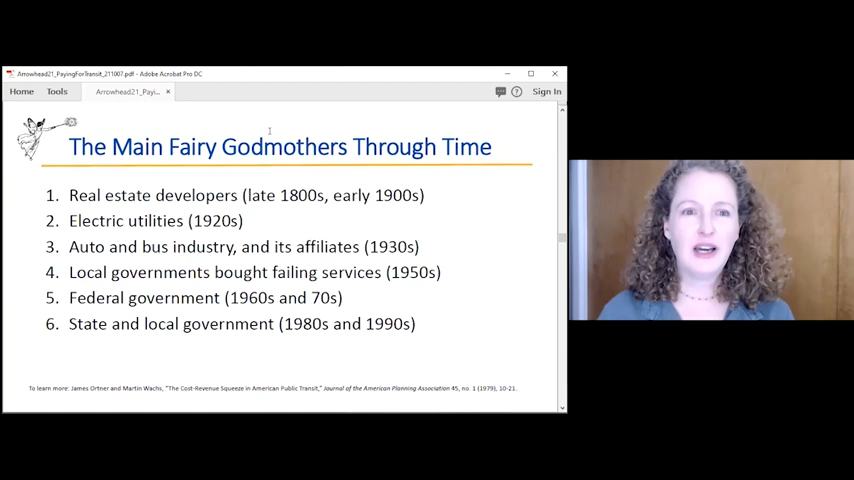 Arrowhead21_PayingForTransit_211007.pdf - Adobe Acrobat Pro DC
Home Tools Arrowhead21_Payi... × Sign In
The Main Fairy Godmothers Through Time
1. Real estate developers (late 1800s, early 1900s)
2. Electric utilities (1920s)
3. Auto and bus industry, and its affiliates (1930s)
4. Local governments bought failing services (1950s)
5. Federal government (1960s and 70s)
6. State and local government (1980s and 1990s)
To learn more: James Ortner and Martin Wachs, "The Cost-Revenue Squeeze in American Public Transit," Journal of the American Planning Association 45, no. 1 (1979), 10-21.